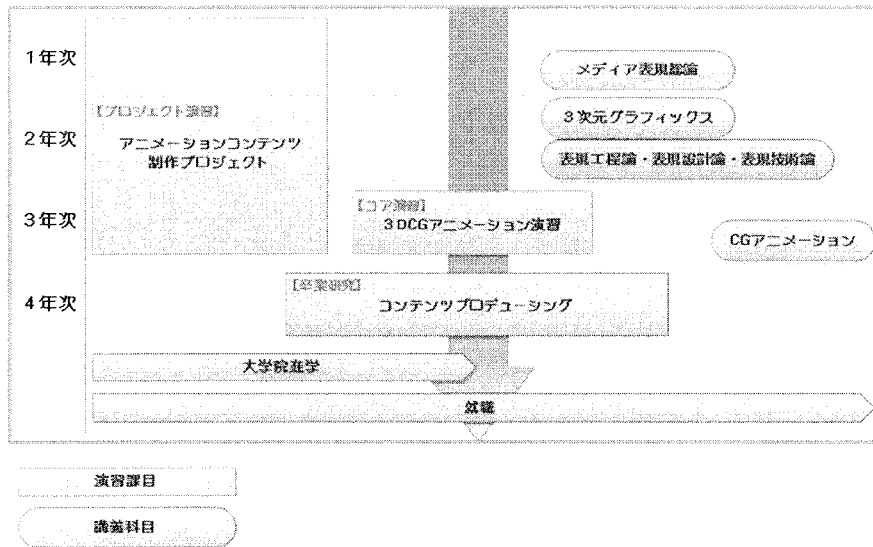 1年次
メディア表現総論
【プロジェクト演習】
3次元グラフィックス
2年次
アニメーションコンテンツ
制作プロジェクト
表現工程論・表現設計論・表現技術論
【コア演習】
3年次
3DCGアニメーション演習
CGアニメーション
【卒業研究】
4年次
コンテンツプロデューシング
大学院進学
就職
演習課目
講義科目